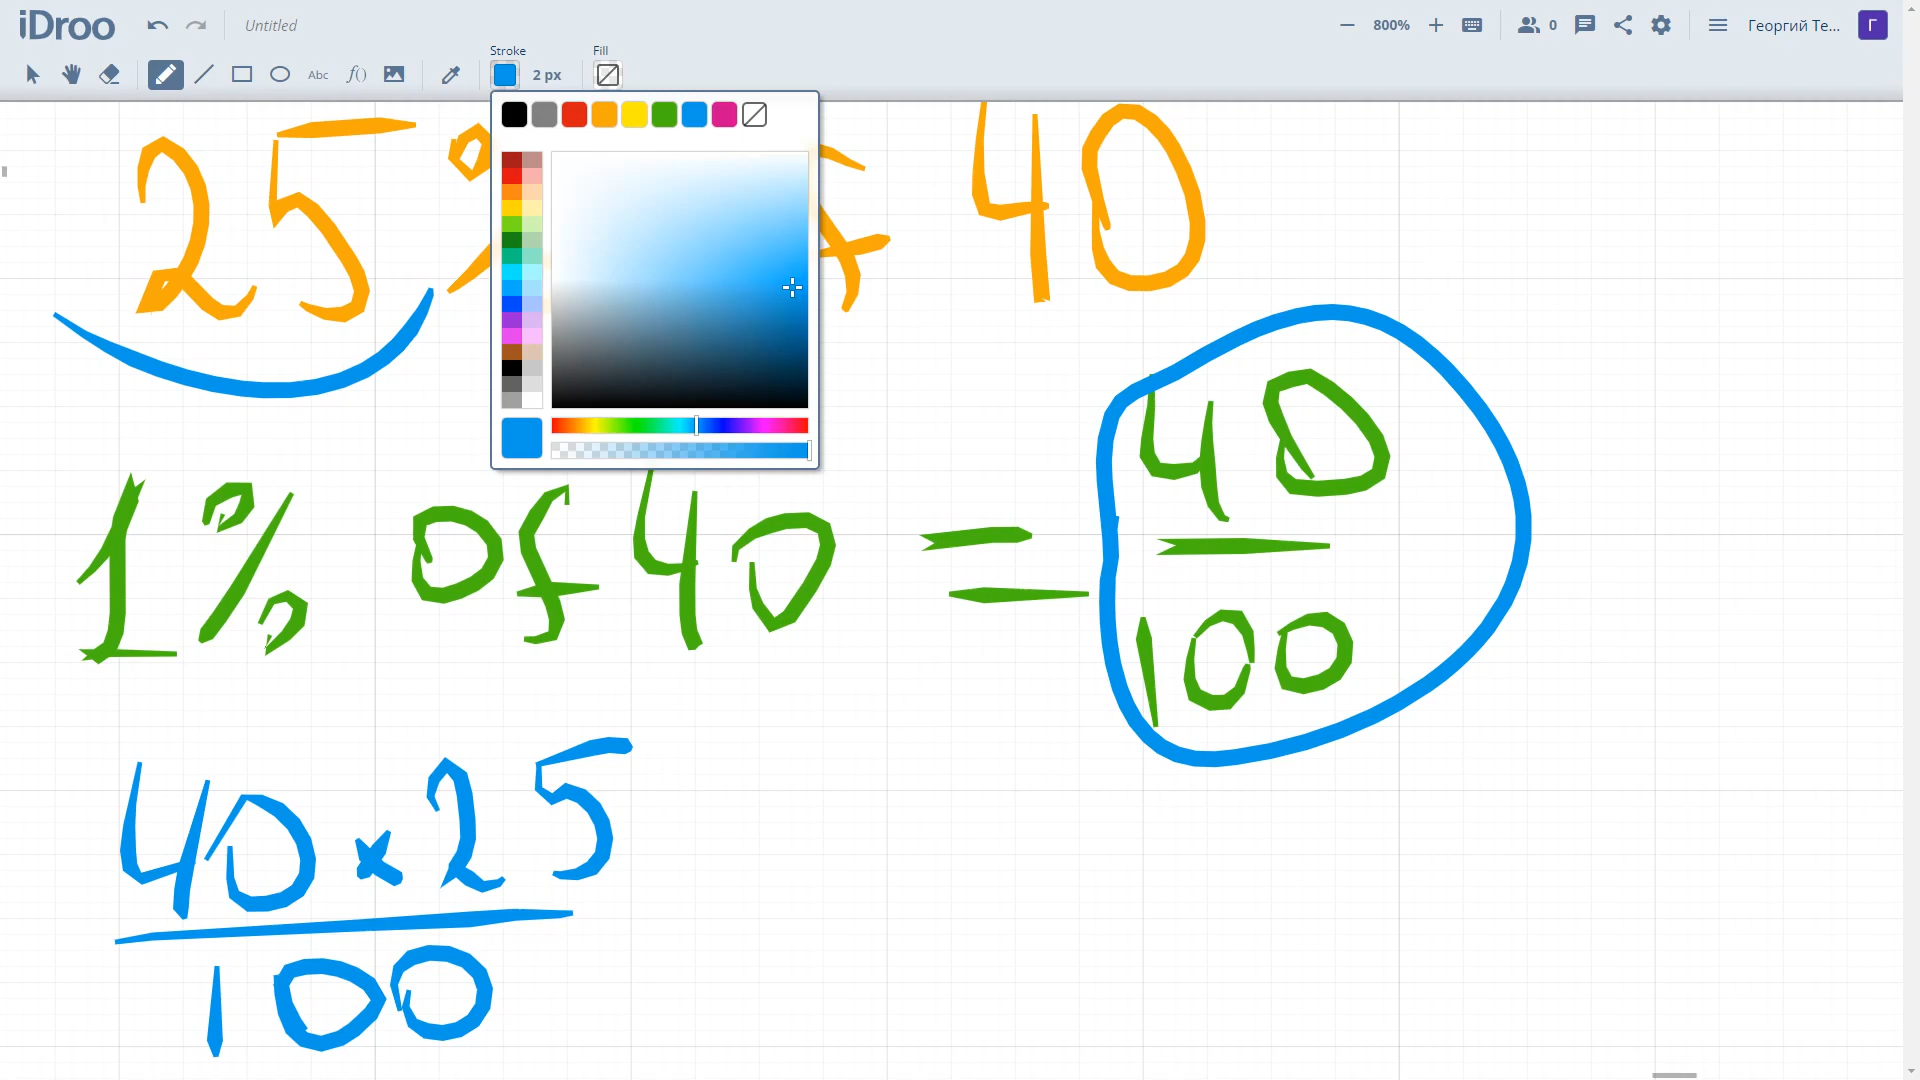 iDroo Untitled 800% 0 Георгий Те... Г
Stroke Fill
Abc f() 2 px
25% 40
1% of 40 = 40
100
40 × 25
100